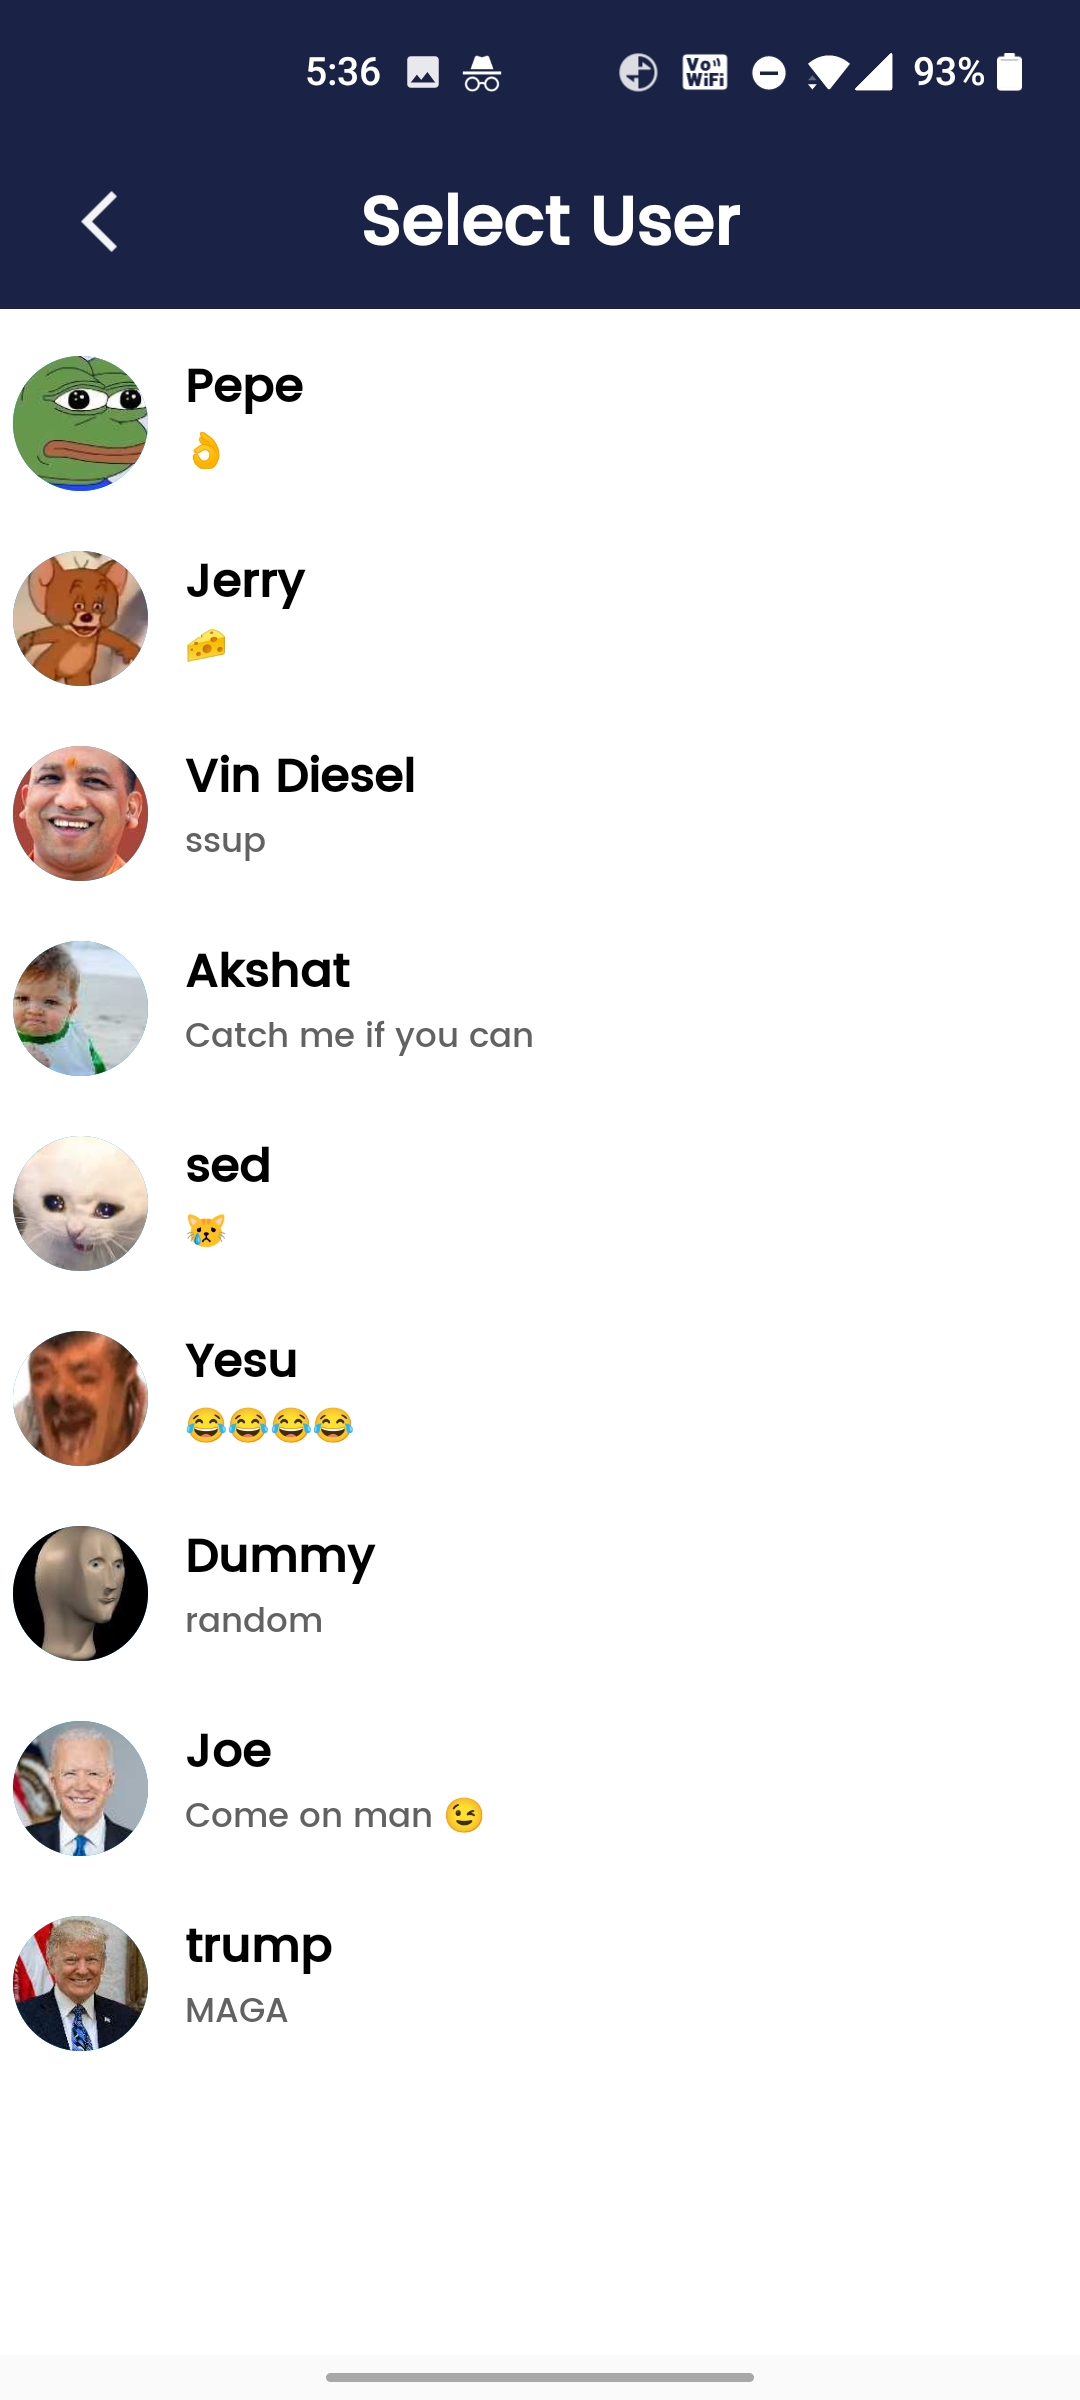 5:36 Vo WiFi 93%
Select User
Pepe
👌
Jerry
🧀
Vin Diesel
ssup
Akshat
Catch me if you can
sed
😿
Yesu
😂😂😂😂
Dummy
random
Joe
Come on man 😉
trump
MAGA